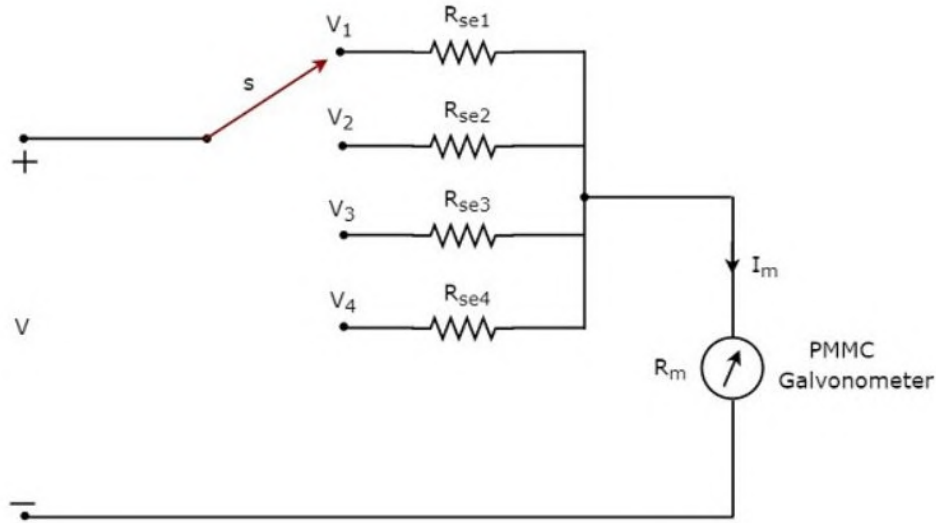 V1
Rse1
s
V2
Rse2
+
V3
Rse3
Im
V4
Rse4
V
Rm
PMMC
Galvonometer
−